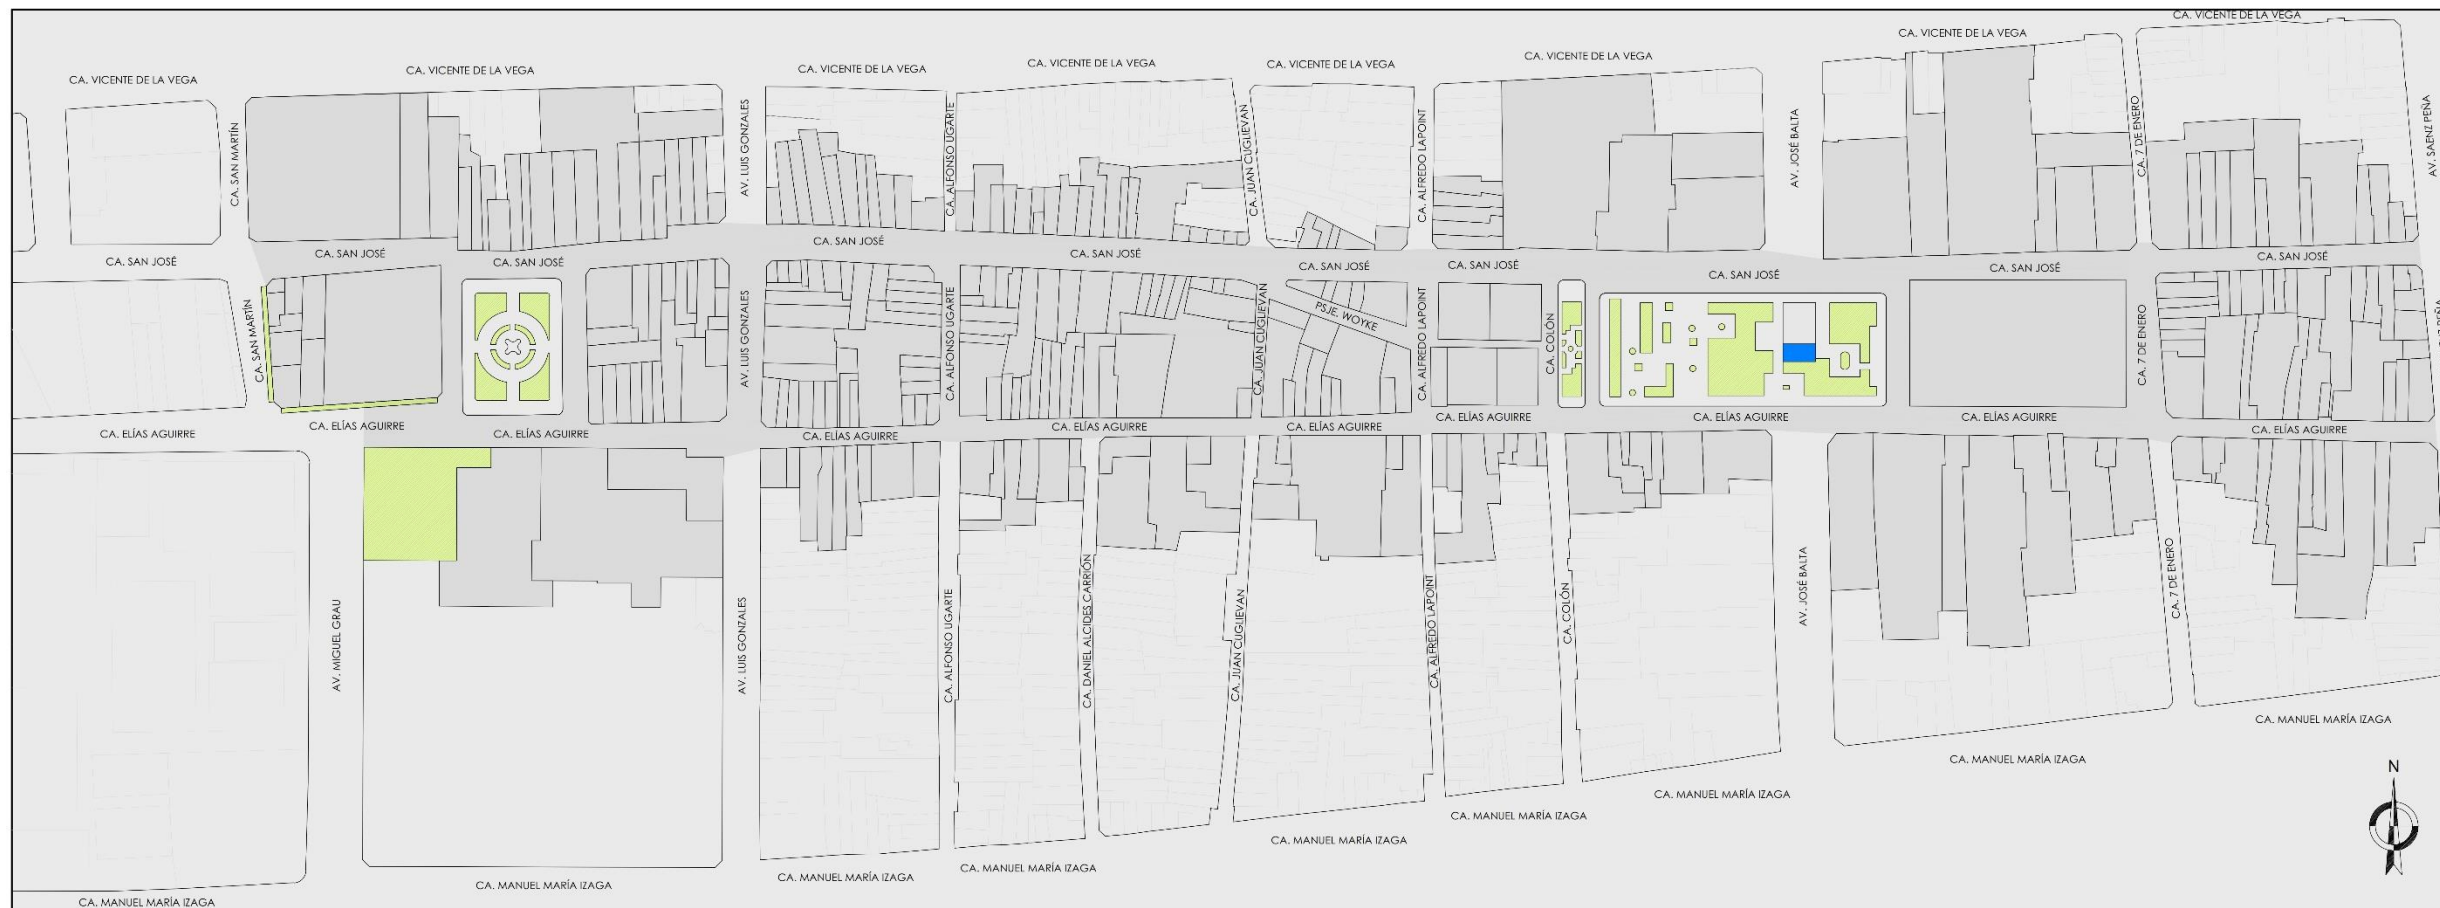 CA. VICENTE DE LA VEGA
CA. VICENTE DE LA VEGA
CA. VICENTE DE LA VEGA
CA. VICENTE DE LA VEGA
CA. VICENTE DE LA VEGA
CA. VICENTE DE LA VEGA
CA. VICENTE DE LA VEGA
CA. VICENTE DE LA VEGA
CA. SAN MARTÍN
AV. LUIS GONZALES
CA. ALFONSO UGARTE
CA. JUAN CUGLIEVAN
CA. ALFREDO LAPOINT
AV. JOSÉ BALTA
CA. 7 DE ENERO
AV. SAENZ PEÑA
CA. SAN JOSÉ
CA. SAN JOSÉ
CA. SAN JOSÉ
CA. SAN JOSÉ
CA. SAN JOSÉ
CA. SAN JOSÉ
CA. SAN JOSÉ
CA. SAN JOSÉ
CA. SAN JOSÉ
CA. SAN JOSÉ
CA. SAN MARTÍN
AV. LUIS GONZALES
CA. ALFONSO UGARTE
CA. JUAN CUGLIEVAN
PSJE. WOYKE
CA. ALFREDO LAPOINT
CA. COLÓN
CA. 7 DE ENERO
CA. ELÍAS AGUIRRE
CA. ELÍAS AGUIRRE
CA. ELÍAS AGUIRRE
CA. ELÍAS AGUIRRE
CA. ELÍAS AGUIRRE
CA. ELÍAS AGUIRRE
CA. ELÍAS AGUIRRE
CA. ELÍAS AGUIRRE
CA. ELÍAS AGUIRRE
CA. ELÍAS AGUIRRE
AV. MIGUEL GRAU
AV. LUIS GONZALES
CA. ALFONSO UGARTE
CA. DANIEL ALCIDES CARRIÓN
CA. JUAN CUGLIEVAN
CA. ALFREDO LAPOINT
CA. COLÓN
AV. JOSÉ BALTA
CA. 7 DE ENERO
CA. MANUEL MARÍA IZAGA
CA. MANUEL MARÍA IZAGA
CA. MANUEL MARÍA IZAGA
CA. MANUEL MARÍA IZAGA
CA. MANUEL MARÍA IZAGA
CA. MANUEL MARÍA IZAGA
CA. MANUEL MARÍA IZAGA
CA. MANUEL MARÍA IZAGA
CA. MANUEL MARÍA IZAGA
N